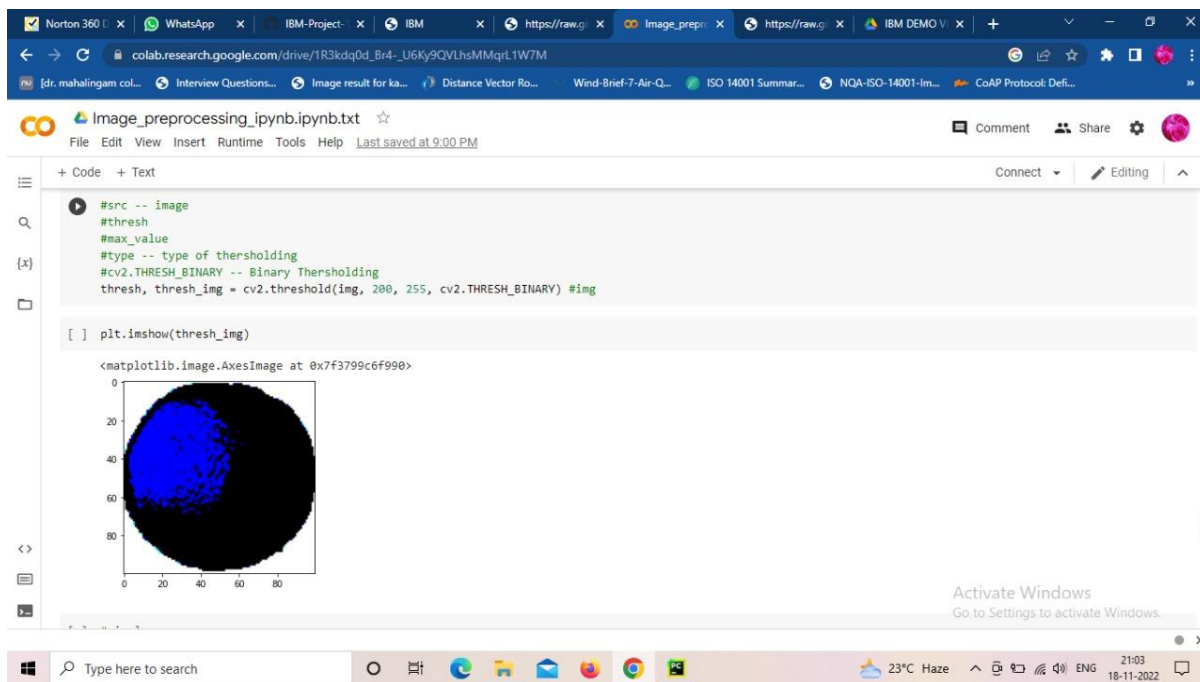 Norton 360 D WhatsApp IBM-Project- IBM https://raw.g Image_prepr https://raw.g IBM DEMO V
colab.research.google.com/drive/1R3kdq0d_Br4-_U6Ky9QVLhsMMqrL1W7M
[dr. mahalingam col... Interview Questions... Image result for ka... Distance Vector Ro... Wind-Brief-7-Air-Q... ISO 14001 Summar... NQA-ISO-14001-Im... CoAP Protocol: Defi... »
CO Image_preprocessing_ipynb.ipynb.txt
Comment Share
File Edit View Insert Runtime Tools Help Last saved at 9:00 PM
+ Code + Text Connect Editing
#src -- image
#thresh
#max_value
#type -- type of thersholding
#cv2.THRESH_BINARY -- Binary Thersholding
thresh, thresh_img = cv2.threshold(img, 200, 255, cv2.THRESH_BINARY) #img
{x}
[ ] plt.imshow(thresh_img)
<matplotlib.image.AxesImage at 0x7f3799c6f990>
0
20
40
60
80
0 20 40 60 80
Activate Windows
Go to Settings to activate Windows.
Type here to search 23°C Haze ENG 21:03
18-11-2022